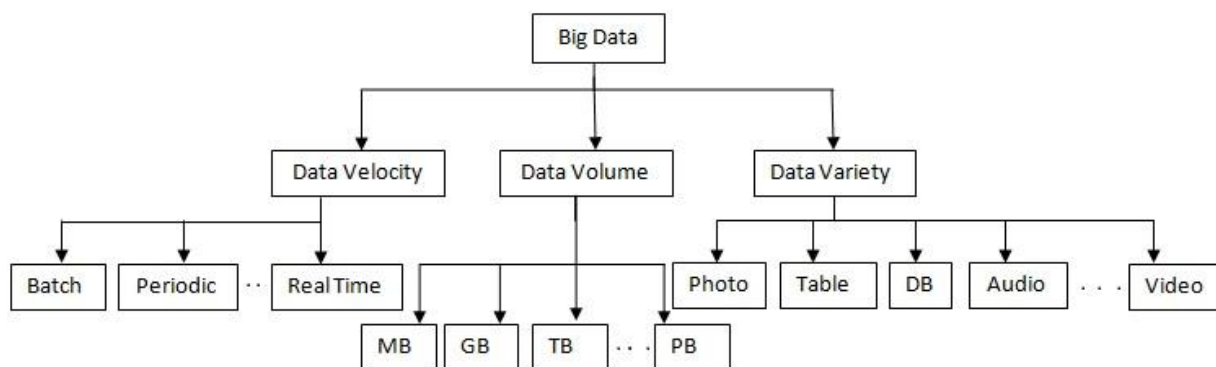 Big Data
Data Velocity
Data Volume
Data Variety
Batch
Periodic
..
Real Time
Photo
Table
DB
Audio
. . . .
Video
MB
GB
TB
. . . .
PB